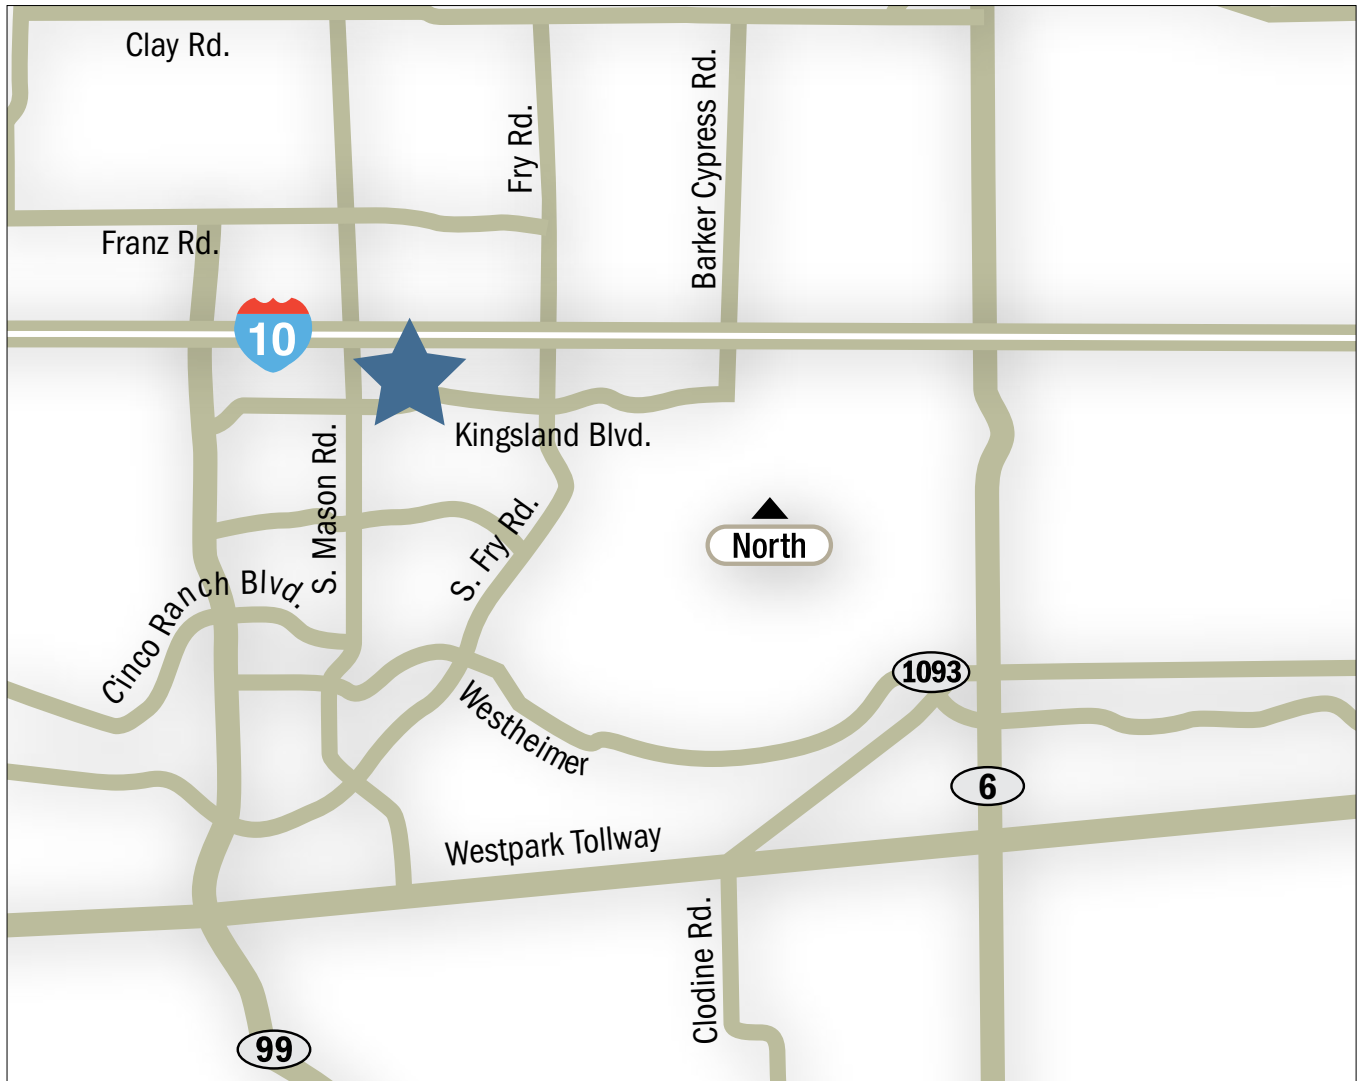 Clay Rd.
Fry Rd.
Barker Cypress Rd.
Franz Rd.
10
Kingsland Blvd.
S. Mason Rd.
S. Fry Rd.
North
Cinco Ranch Blvd.
1093
Westheimer
6
Westpark Tollway
Clodine Rd.
99